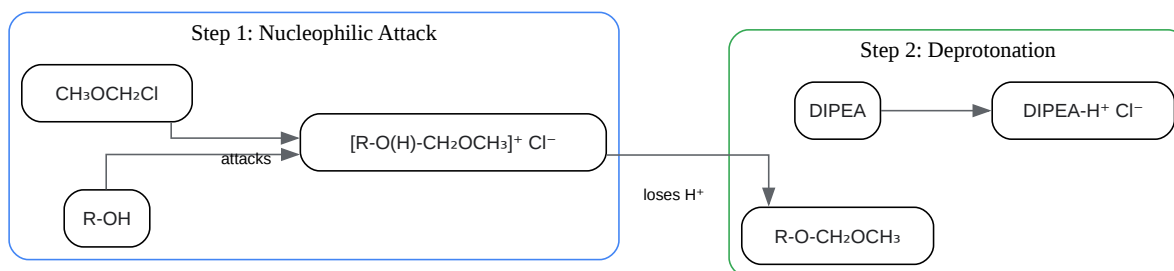 Step 1: Nucleophilic Attack
CH₃OCH₂Cl
attacks
R-OH
[R-O(H)-CH₂OCH₃]⁺ Cl⁻
loses H⁺
Step 2: Deprotonation
DIPEA
DIPEA-H⁺ Cl⁻
R-O-CH₂OCH₃